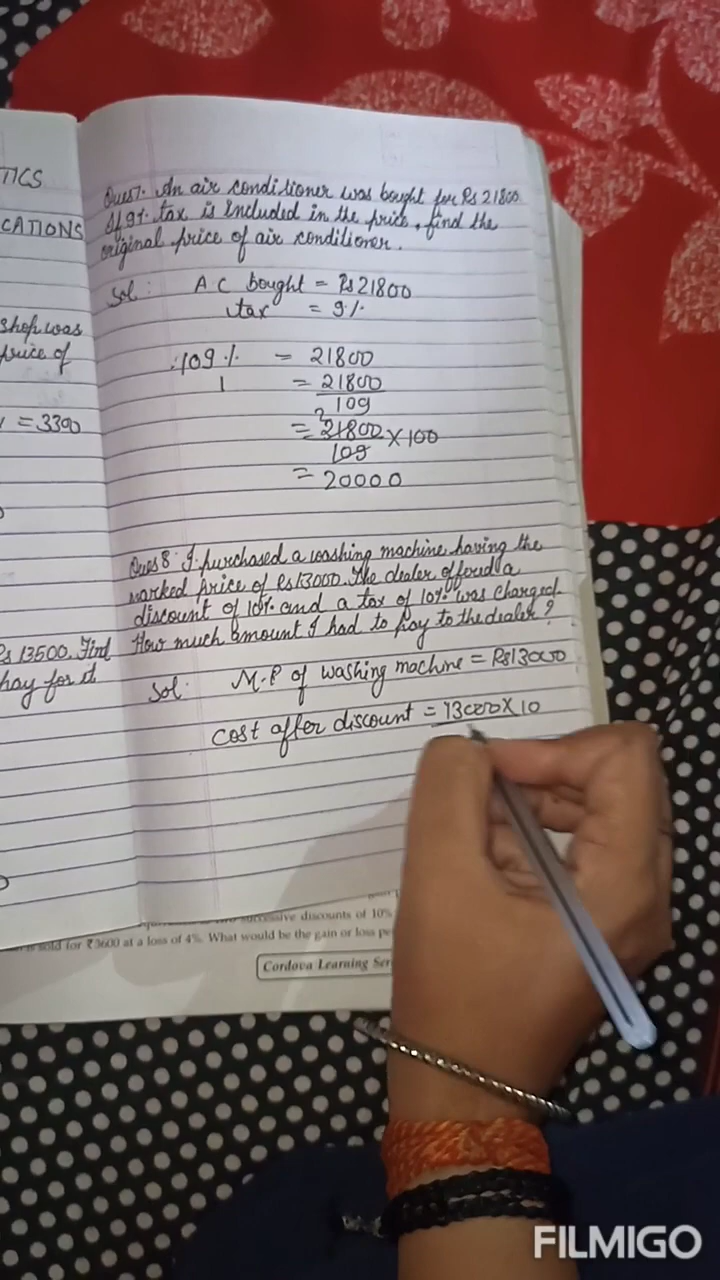 TICS
CATIONS
shop was
price of
= 3390
Rs 13500. Find
pay for it
Ques7. An air conditioner was bought for Rs 21800
If 9% tax is included in the price, find the
original price of air conditioner.
Sol: A C bought = Rs 21800
tax = 9%
109% = 21800
1 = 21800
109
2
= 21800 X 100
109
= 20000
Ques 8. I purchased a washing machine having the
marked price of Rs 13000. The dealer offered a
discount of 10% and a tax of 10% was charged.
How much amount I had to pay to the dealer?
Sol: M.P of washing machine = Rs 13000
Cost after discount = 13000 X 10
successive discounts of 10%
sold for ₹3600 at a loss of 4%. What would be the gain or loss pe
Cordova Learning Ser
FILMIGO